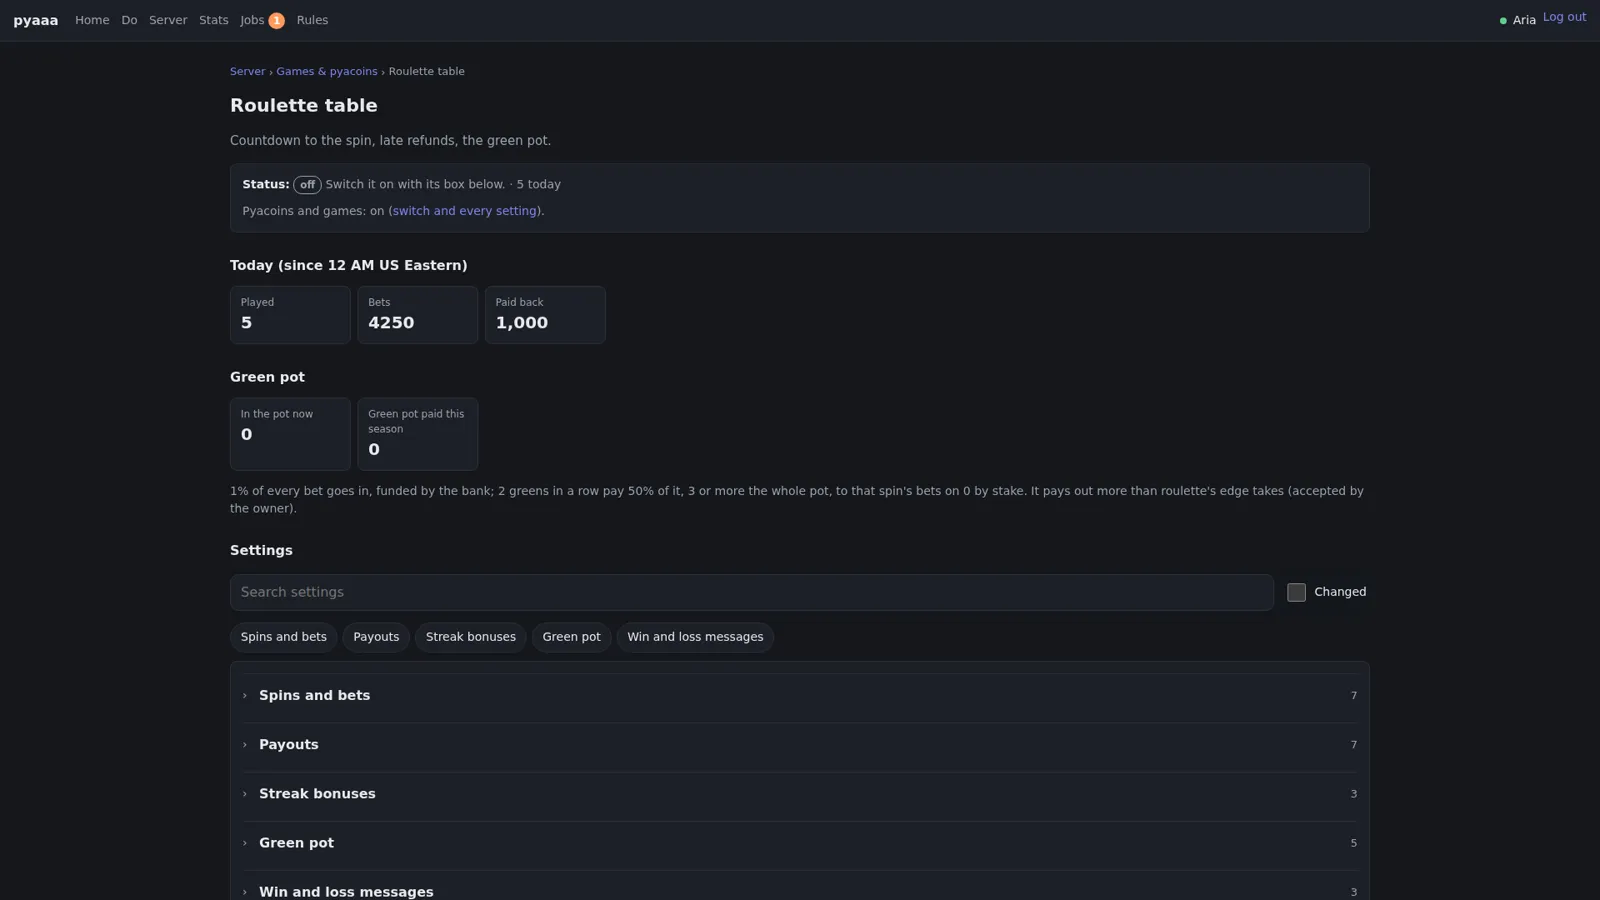 pyaaa Home Do Server Stats Jobs 1 Rules Aria Log out
Server › Games & pyacoins › Roulette table
Roulette table
Countdown to the spin, late refunds, the green pot.
Status: off Switch it on with its box below. · 5 today
Pyacoins and games: on (switch and every setting).
Today (since 12 AM US Eastern)
Played Bets Paid back
5 4250 1,000
Green pot
In the pot now
0
Green pot paid this
season
0
1% of every bet goes in, funded by the bank; 2 greens in a row pay 50% of it, 3 or more the whole pot, to that spin's bets on 0 by stake. It pays out more than roulette's edge takes (accepted by
the owner).
Settings
Search settings Changed
Spins and bets Payouts Streak bonuses Green pot Win and loss messages
› Spins and bets 7
› Payouts 7
› Streak bonuses 3
› Green pot 5
› Win and loss messages 3